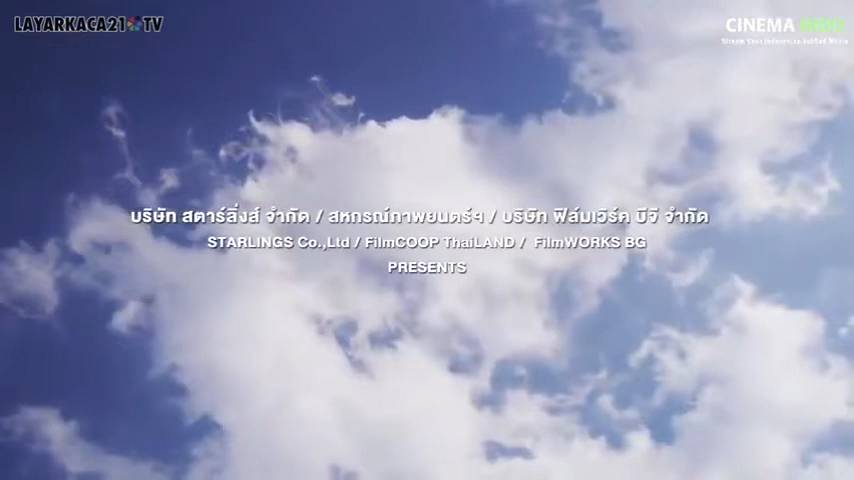 LAYARKACA21 TV
CINEMA INDO
บริษัท สตาร์ลิ่งส์ จำกัด / สหกรณ์ภาพยนตร์ฯ / บริษัท ฟิล์มเวิร์ค บีจี จำกัด
STARLINGS Co.,Ltd / FilmCOOP ThaiLAND / FilmWORKS BG
PRESENTS